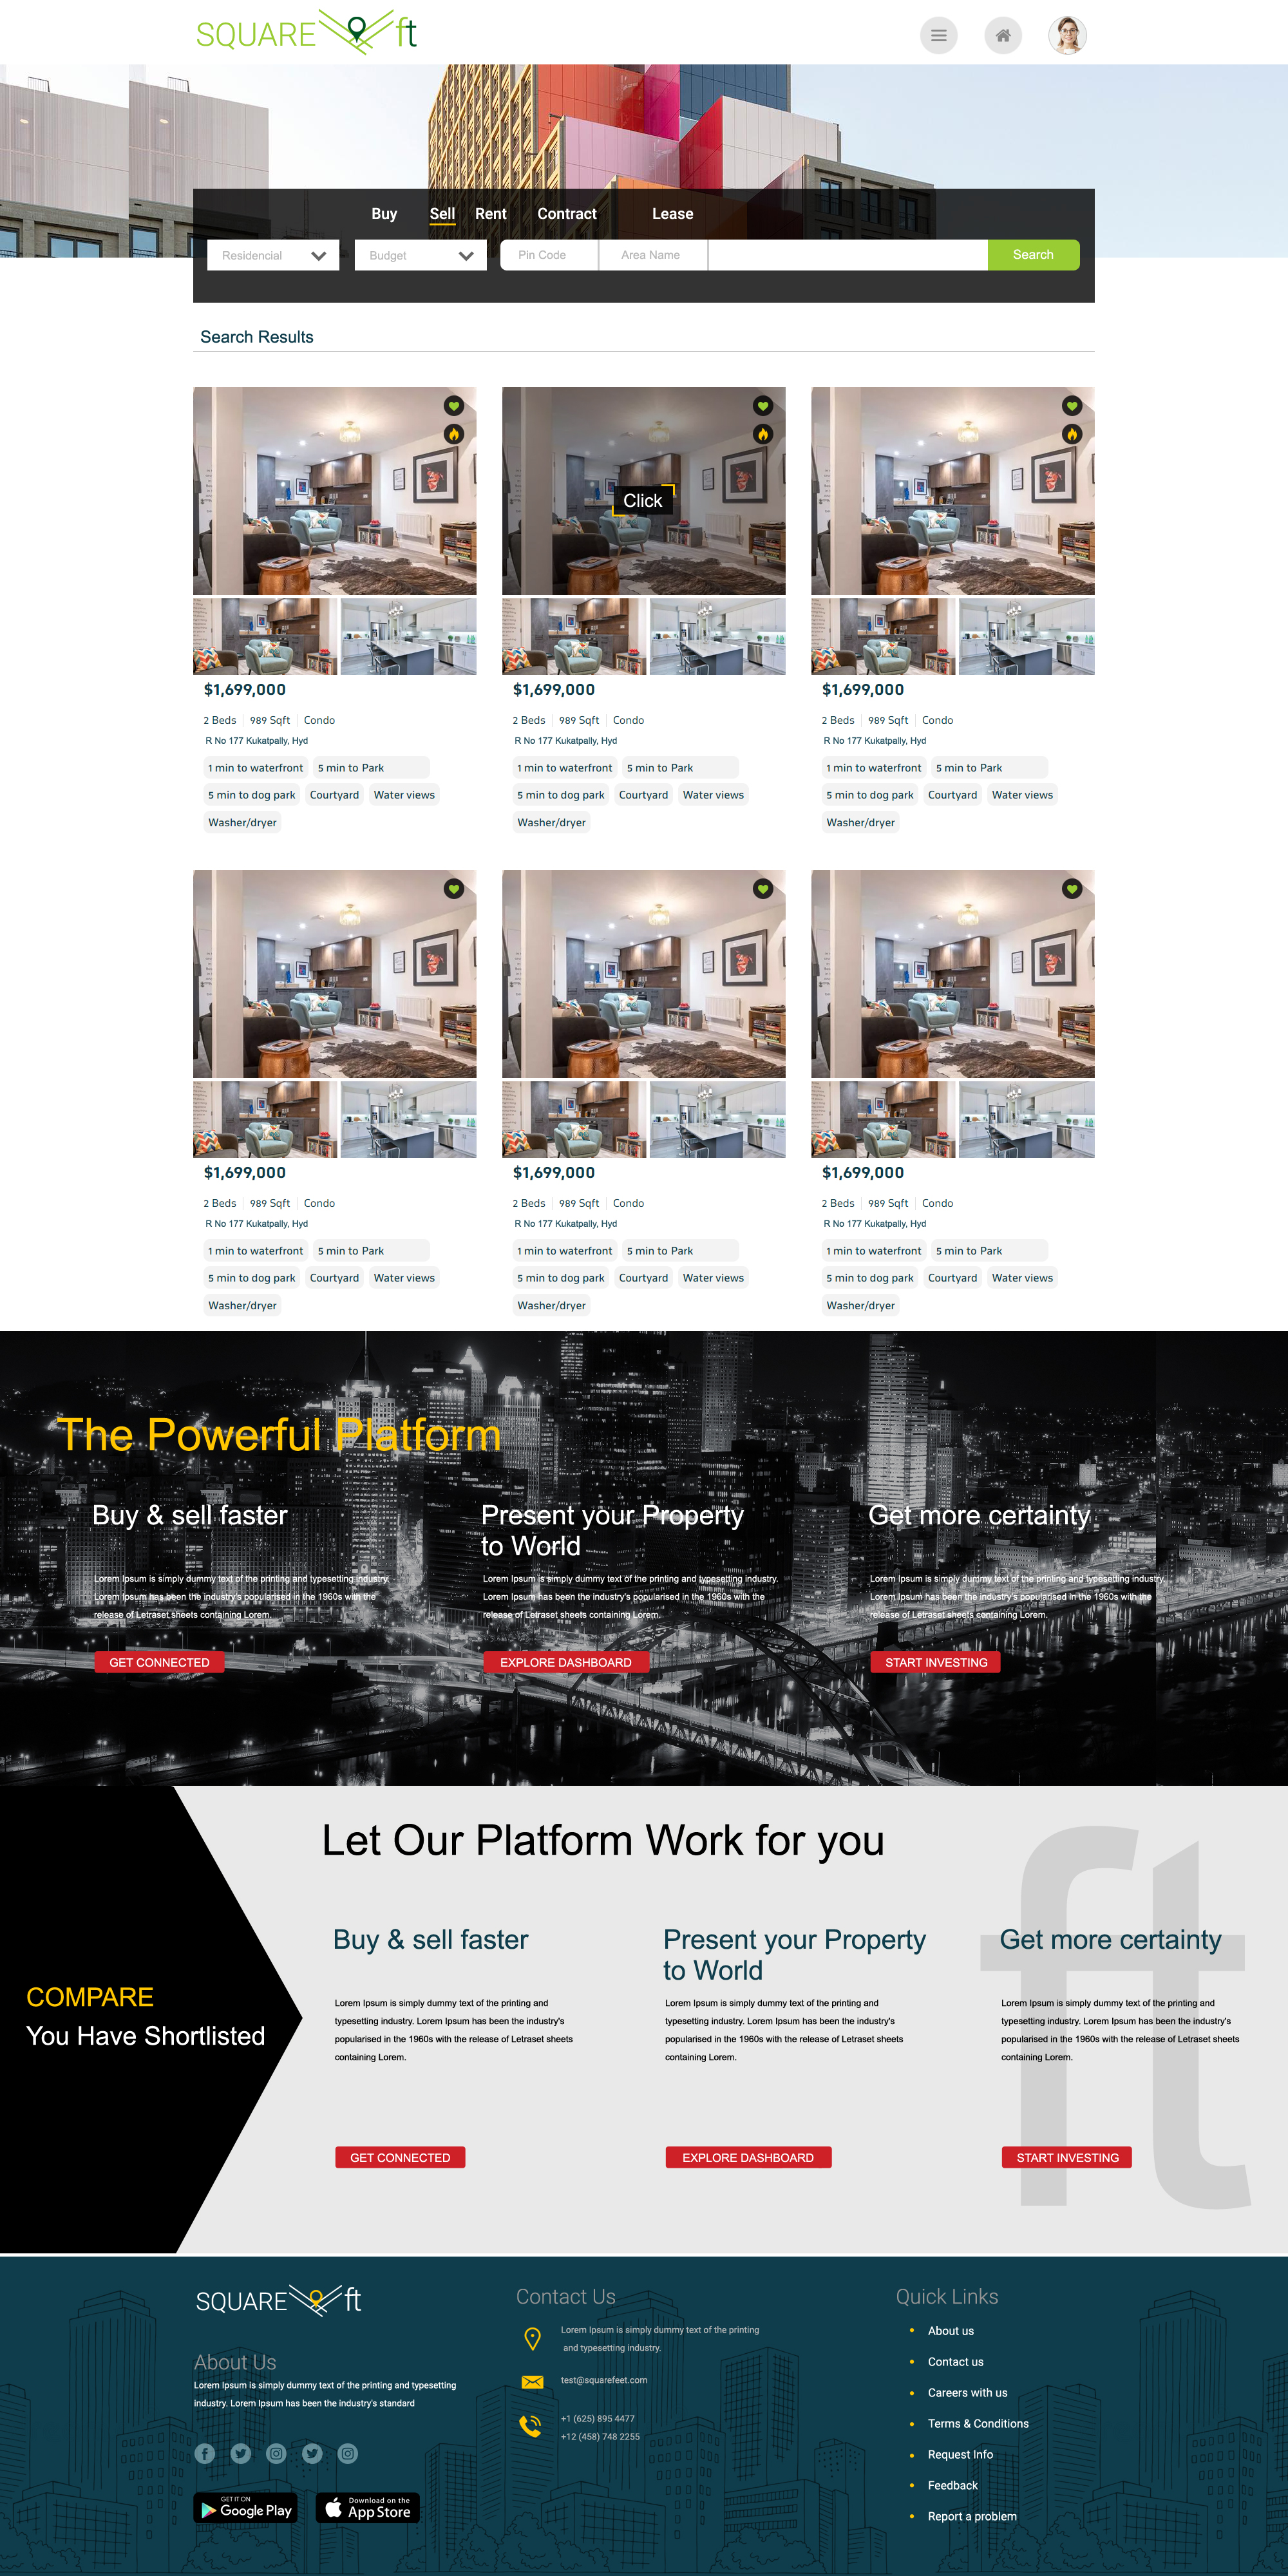 SQUARE ft
Buy Sell Rent Contract Lease
Residencial Budget Pin Code Area Name Search
Search Results
Click
$1,699,000 $1,699,000 $1,699,000
2 Beds 989 Sqft Condo 2 Beds 989 Sqft Condo 2 Beds 989 Sqft Condo
R No 177 Kukatpally, Hyd R No 177 Kukatpally, Hyd R No 177 Kukatpally, Hyd
1 min to waterfront 5 min to Park 1 min to waterfront 5 min to Park 1 min to waterfront 5 min to Park
5 min to dog park Courtyard Water views 5 min to dog park Courtyard Water views 5 min to dog park Courtyard Water views
Washer/dryer Washer/dryer Washer/dryer
$1,699,000 $1,699,000 $1,699,000
2 Beds 989 Sqft Condo 2 Beds 989 Sqft Condo 2 Beds 989 Sqft Condo
R No 177 Kukatpally, Hyd R No 177 Kukatpally, Hyd R No 177 Kukatpally, Hyd
1 min to waterfront 5 min to Park 1 min to waterfront 5 min to Park 1 min to waterfront 5 min to Park
5 min to dog park Courtyard Water views 5 min to dog park Courtyard Water views 5 min to dog park Courtyard Water views
Washer/dryer Washer/dryer Washer/dryer
The Powerful Platform
Buy & sell faster
Lorem Ipsum is simply dummy text of the printing and typesetting industry.
Lorem Ipsum has been the industry's popularised in the 1960s with the
release of Letraset sheets containing Lorem.
GET CONNECTED
Present your Property
to World
Lorem Ipsum is simply dummy text of the printing and typesetting industry.
Lorem Ipsum has been the industry's popularised in the 1960s with the
release of Letraset sheets containing Lorem.
EXPLORE DASHBOARD
Get more certainty
Lorem Ipsum is simply dummy text of the printing and typesetting industry.
Lorem Ipsum has been the industry's popularised in the 1960s with the
release of Letraset sheets containing Lorem.
START INVESTING
COMPARE
You Have Shortlisted
Let Our Platform Work for you
ft
Buy & sell faster
Lorem Ipsum is simply dummy text of the printing and
typesetting industry. Lorem Ipsum has been the industry's
popularised in the 1960s with the release of Letraset sheets
containing Lorem.
GET CONNECTED
Present your Property
to World
Lorem Ipsum is simply dummy text of the printing and
typesetting industry. Lorem Ipsum has been the industry's
popularised in the 1960s with the release of Letraset sheets
containing Lorem.
EXPLORE DASHBOARD
Get more certainty
Lorem Ipsum is simply dummy text of the printing and
typesetting industry. Lorem Ipsum has been the industry's
popularised in the 1960s with the release of Letraset sheets
containing Lorem.
START INVESTING
SQUARE ft
About Us
Lorem Ipsum is simply dummy text of the printing and typesetting
industry. Lorem Ipsum has been the industry's standard
GET IT ON
Google Play
Download on the
App Store
Contact Us
Lorem Ipsum is simply dummy text of the printing
and typesetting industry.
test@squarefeet.com
+1 (625) 895 4477
+12 (458) 748 2255
Quick Links
About us
Contact us
Careers with us
Terms & Conditions
Request Info
Feedback
Report a problem